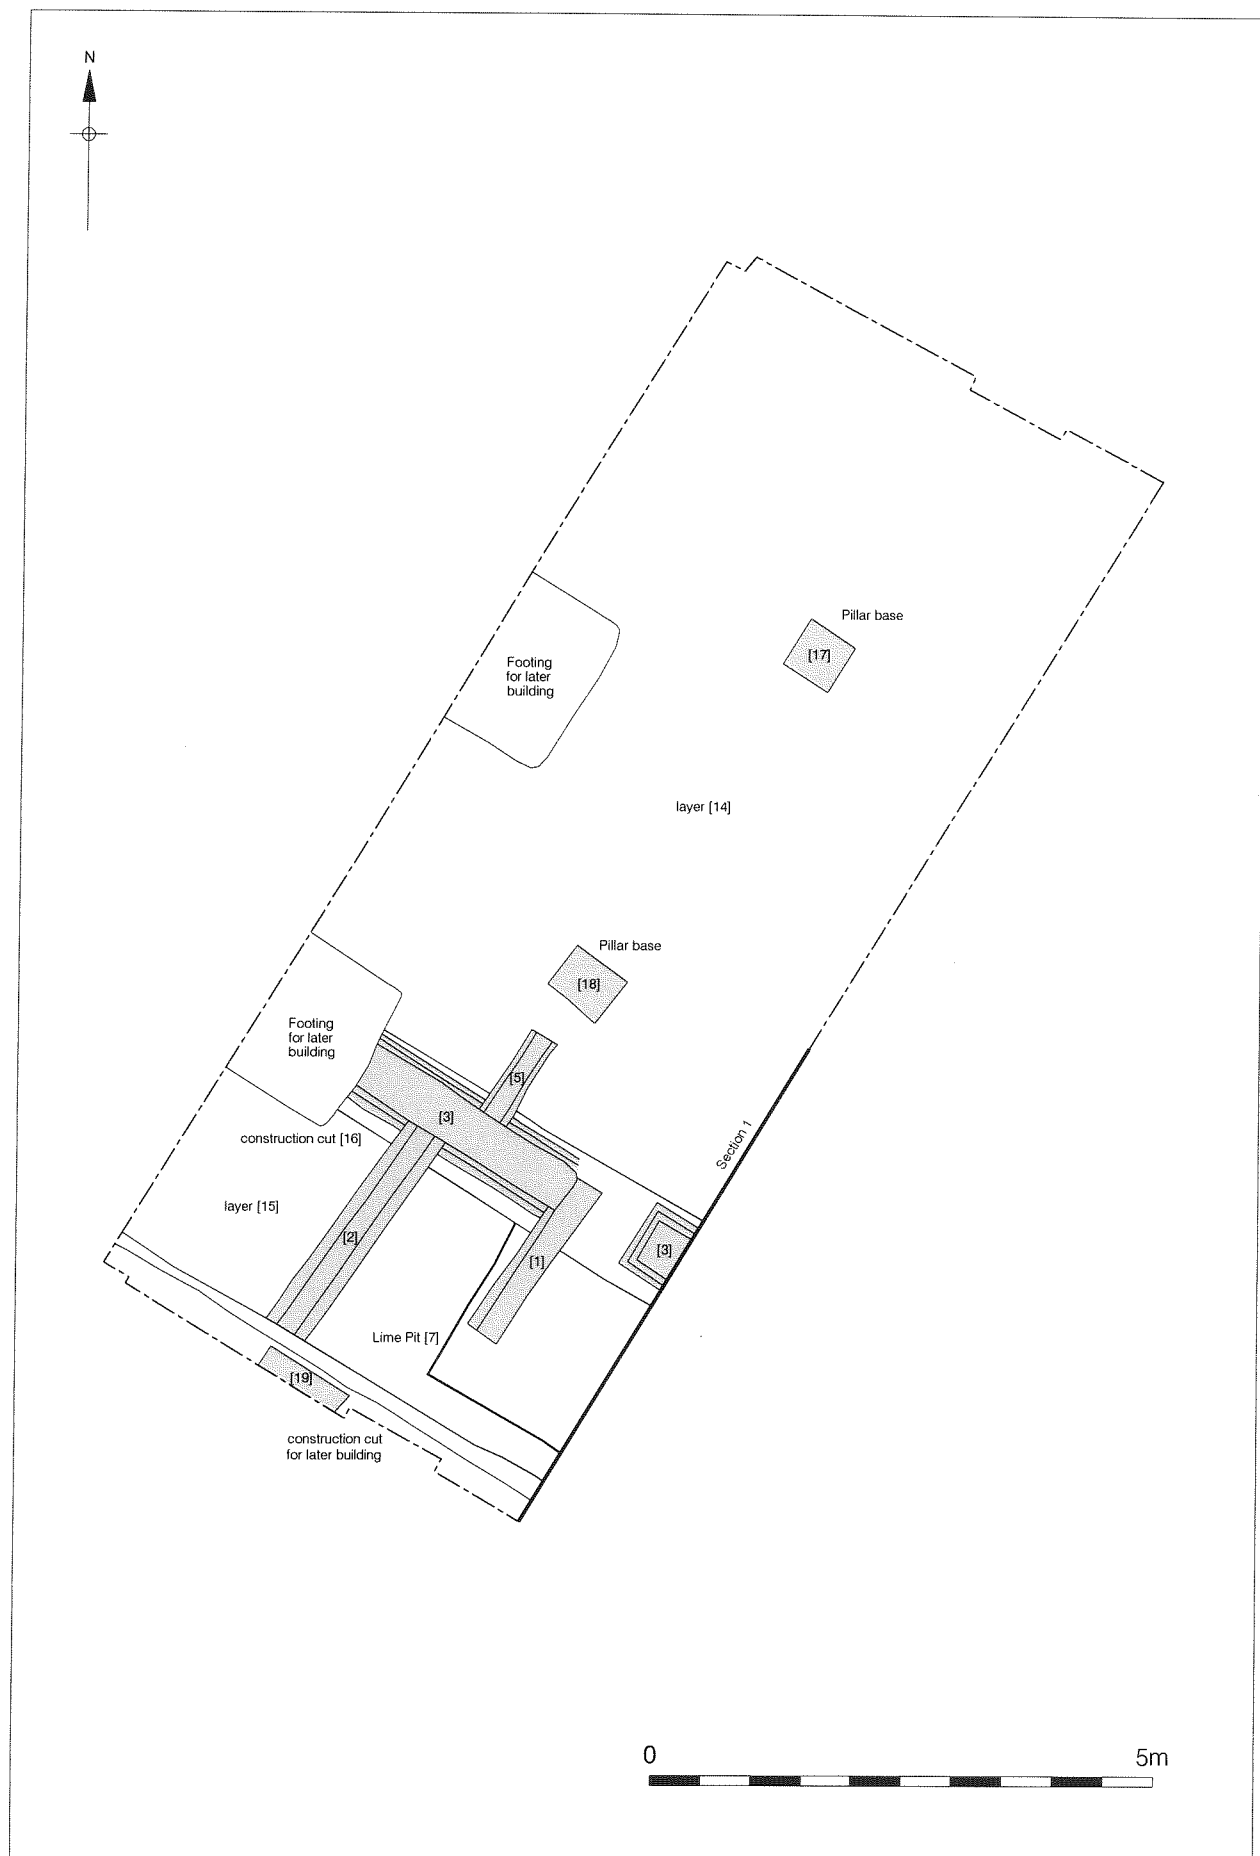 N
Pillar base
[17]
Footing
for later
building
layer [14]
Pillar base
[18]
Footing
for later
building
[5]
[3]
construction cut [16]
Section 1
layer [15]
[2]
[3]
[1]
Lime Pit [7]
[19]
construction cut
for later building
0
5m